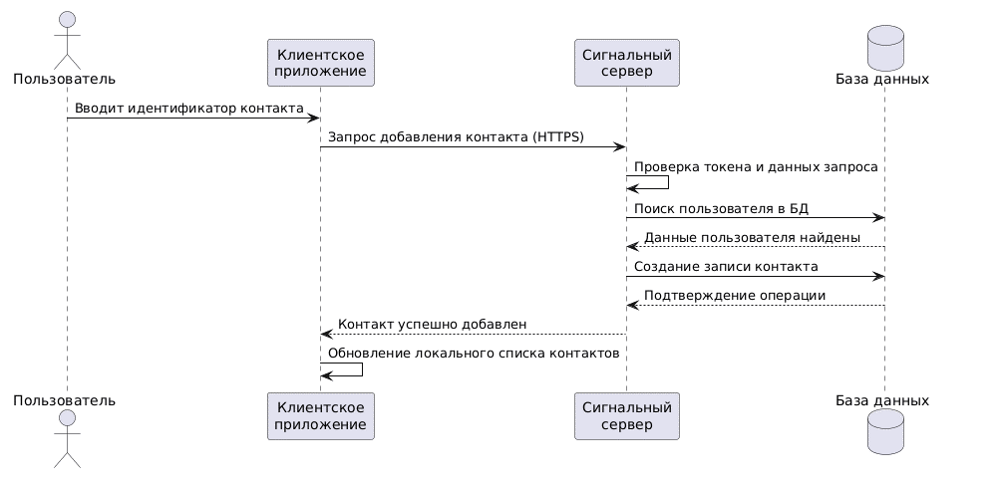 Пользователь
Клиентское
приложение
Сигнальный
сервер
База данных
Вводит идентификатор контакта
Запрос добавления контакта (HTTPS)
Проверка токена и данных запроса
Поиск пользователя в БД
Данные пользователя найдены
Создание записи контакта
Подтверждение операции
Контакт успешно добавлен
Обновление локального списка контактов
Пользователь
Клиентское
приложение
Сигнальный
сервер
База данных